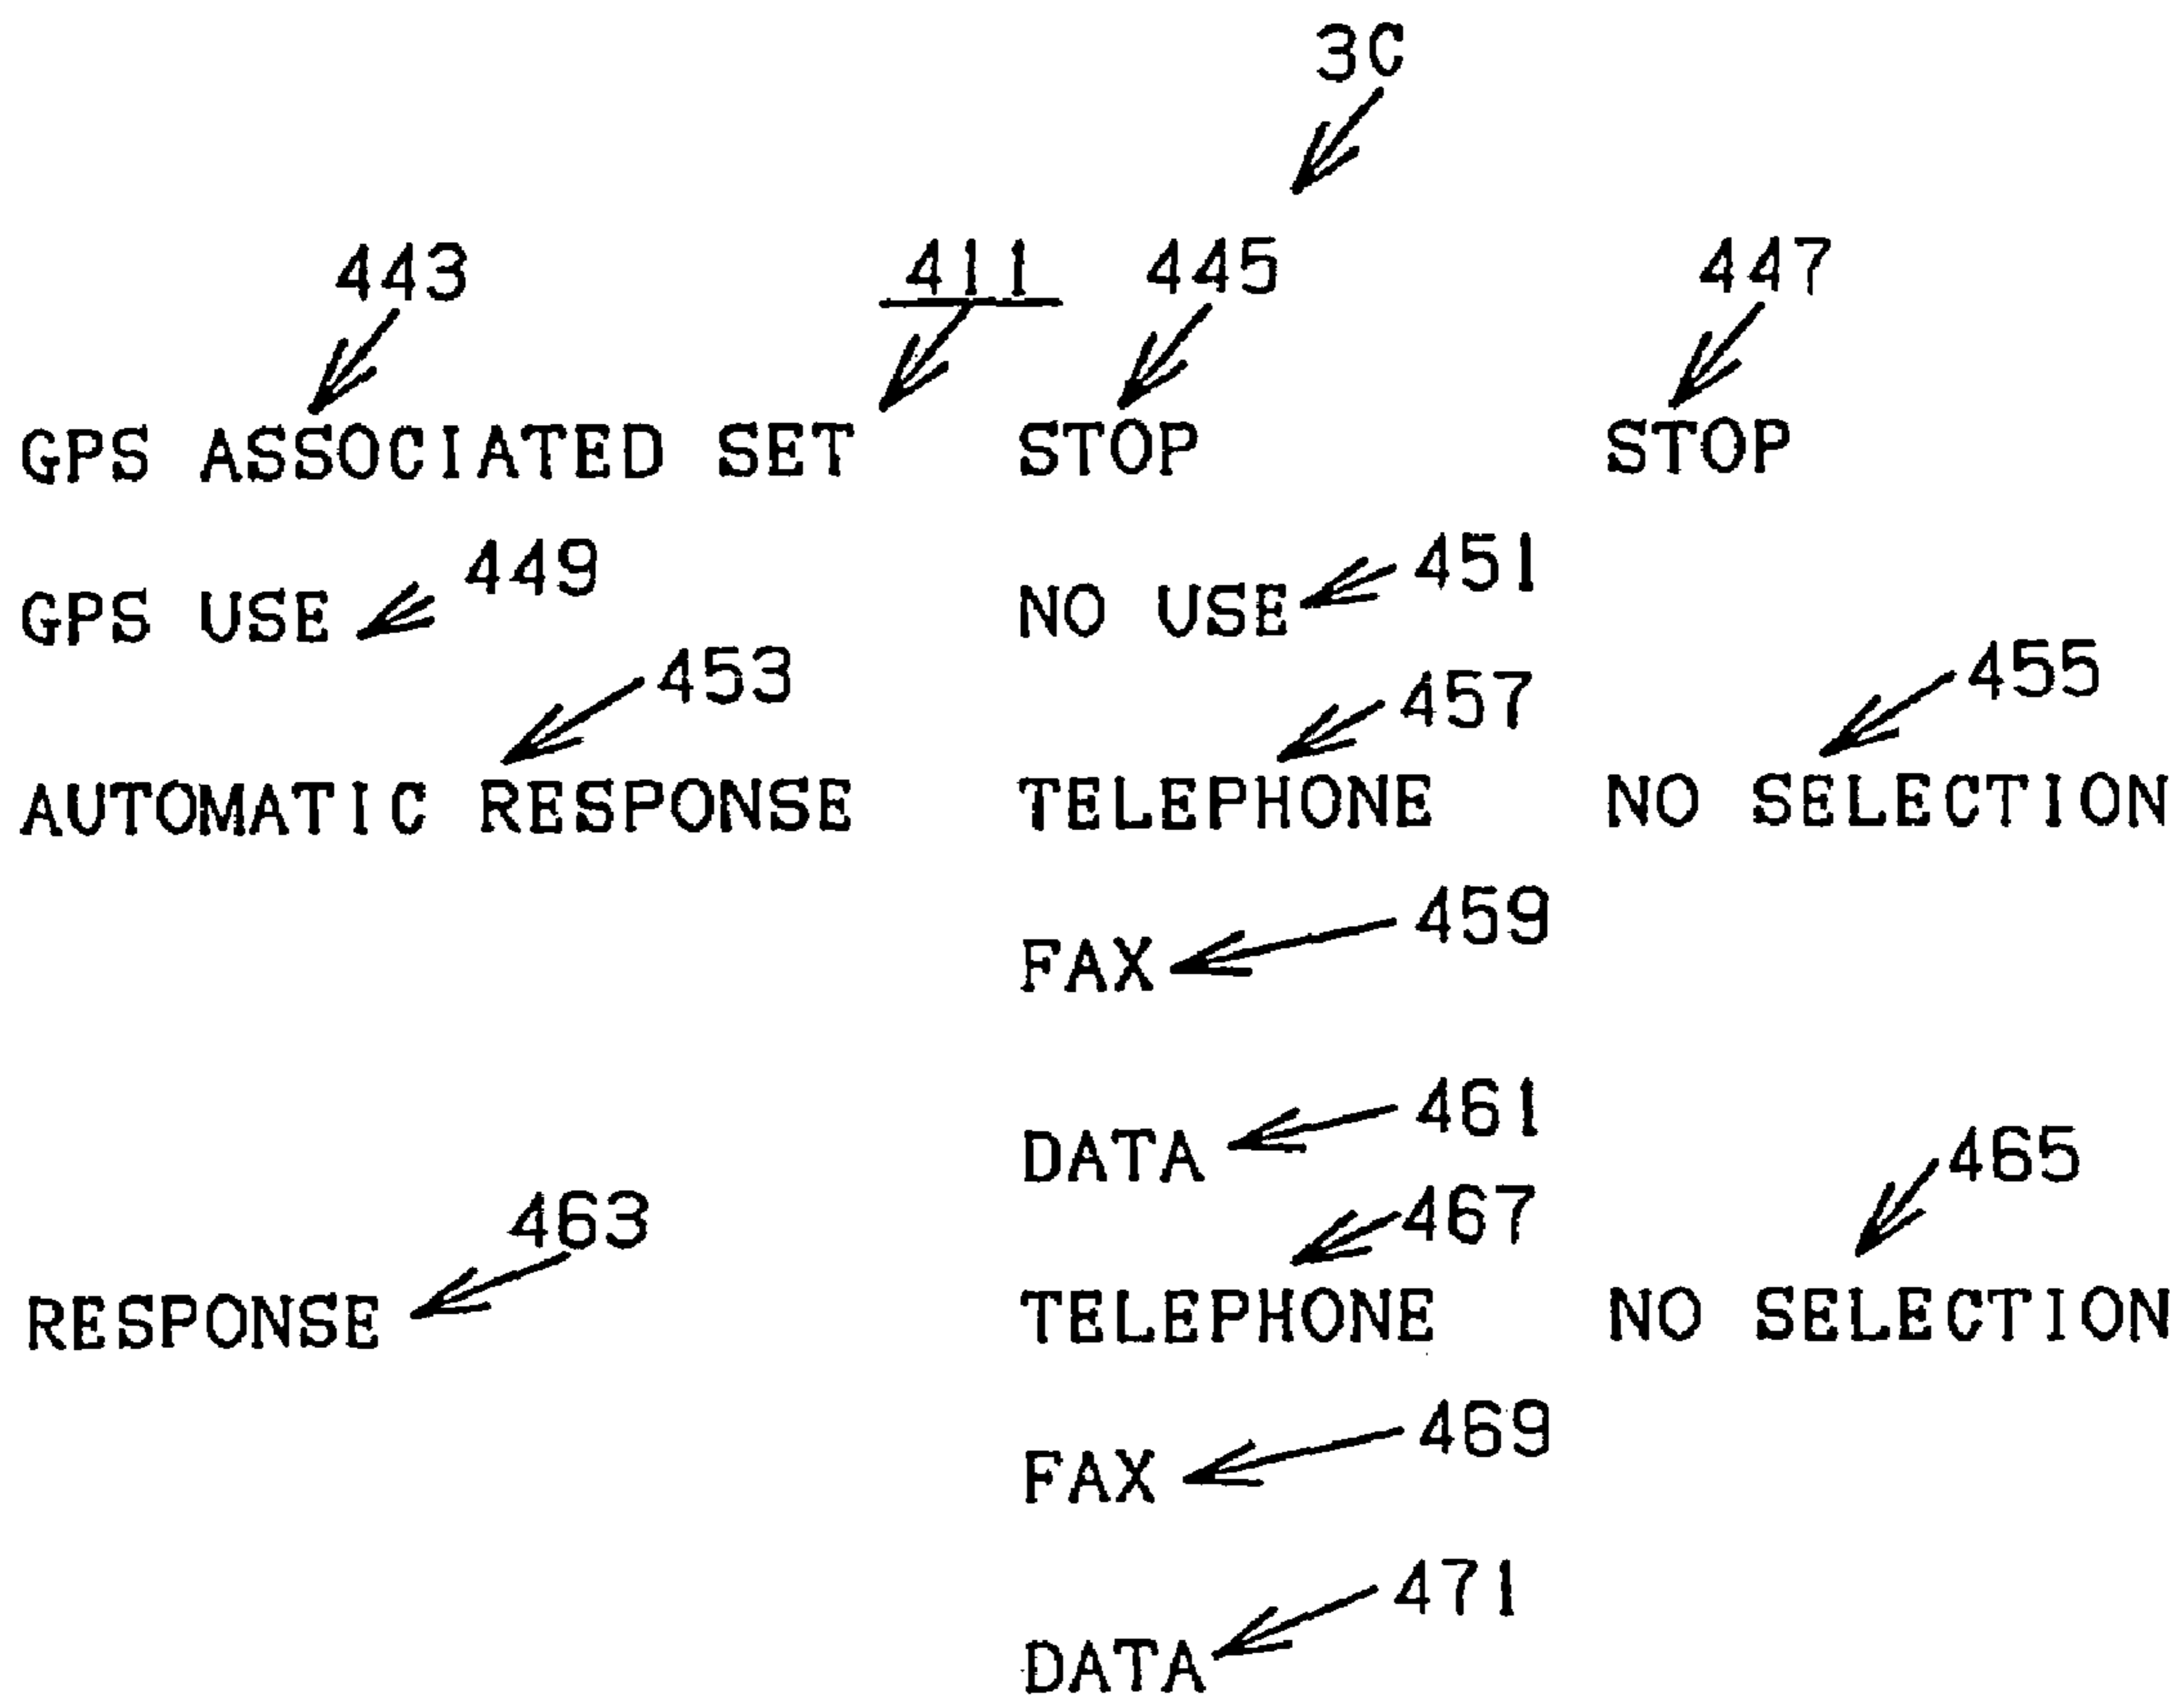 3C
443 411 445 447
GPS ASSOCIATED SET STOP STOP
449 451
GPS USE NO USE
453 457 455
AUTOMATIC RESPONSE TELEPHONE NO SELECTION
459
FAX
461
DATA
463 467 465
RESPONSE TELEPHONE NO SELECTION
469
FAX
471
DATA